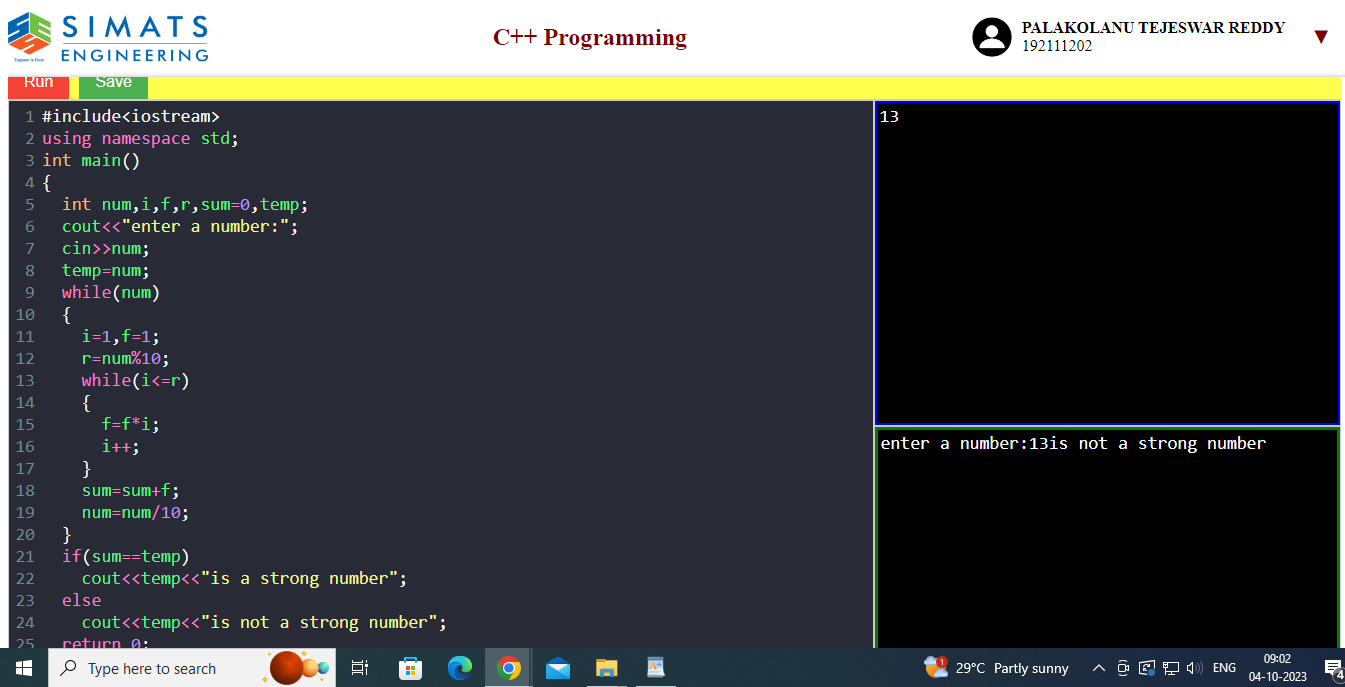 SIMATS
ENGINEERING
Engineer to Excel
C++ Programming
PALAKOLANU TEJESWAR REDDY
192111202
▼
Run
Save
1 #include<iostream>
2 using namespace std;
3 int main()
4 {
5   int num,i,f,r,sum=0,temp;
6   cout<<"enter a number:";
7   cin>>num;
8   temp=num;
9   while(num)
10   {
11     i=1,f=1;
12     r=num%10;
13     while(i<=r)
14     {
15       f=f*i;
16       i++;
17     }
18     sum=sum+f;
19     num=num/10;
20   }
21   if(sum==temp)
22     cout<<temp<<"is a strong number";
23   else
24     cout<<temp<<"is not a strong number";
25   return 0;
13
enter a number:13is not a strong number
Type here to search
1
29°C Partly sunny
ENG
09:02
04-10-2023
4